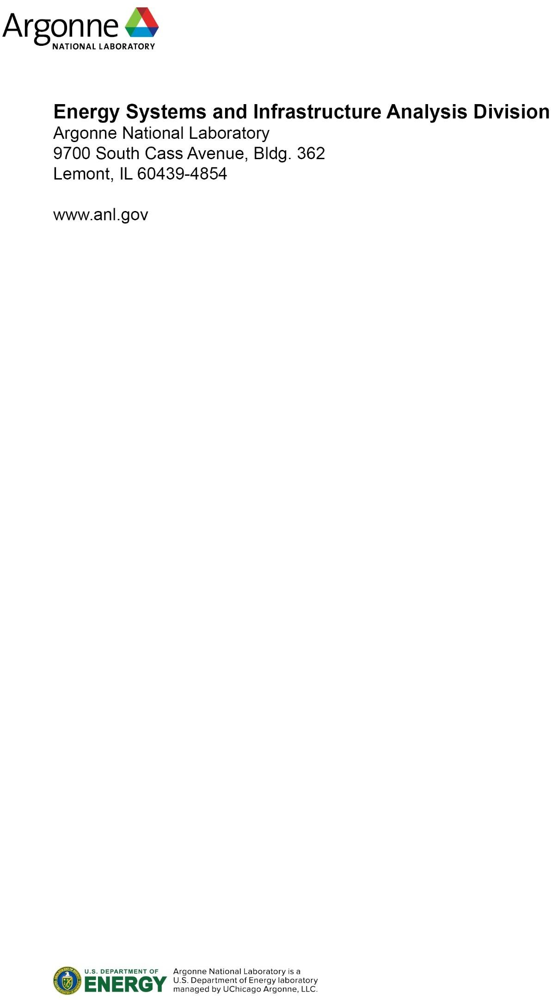 Argonne
NATIONAL LABORATORY
Energy Systems and Infrastructure Analysis Division
Argonne National Laboratory
9700 South Cass Avenue, Bldg. 362
Lemont, IL 60439-4854
www.anl.gov
U.S. DEPARTMENT OF
ENERGY
Argonne National Laboratory is a
U.S. Department of Energy laboratory
managed by UChicago Argonne, LLC.